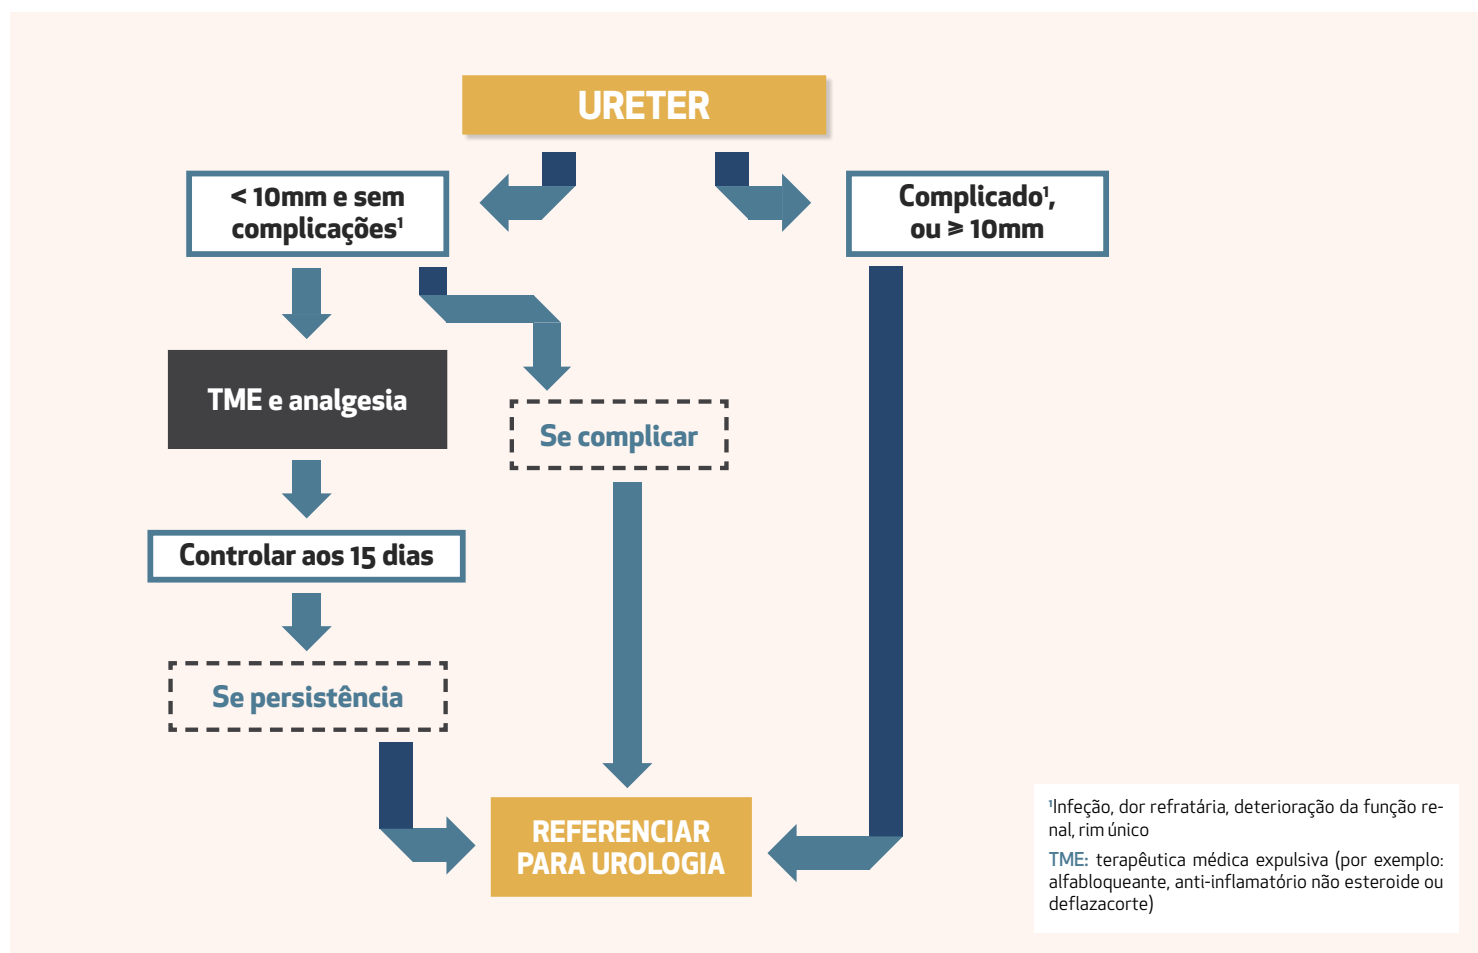 URETER
< 10mm e sem
complicações¹
Complicado¹,
ou ⩾ 10mm
TME e analgesia
Se complicar
Controlar aos 15 dias
Se persistência
REFERENCIAR
PARA UROLOGIA
¹Infeção, dor refratária, deterioração da função re-
nal, rim único
TME: terapêutica médica expulsiva (por exemplo:
alfabloqueante, anti-inflamatório não esteroide ou
deflazacorte)